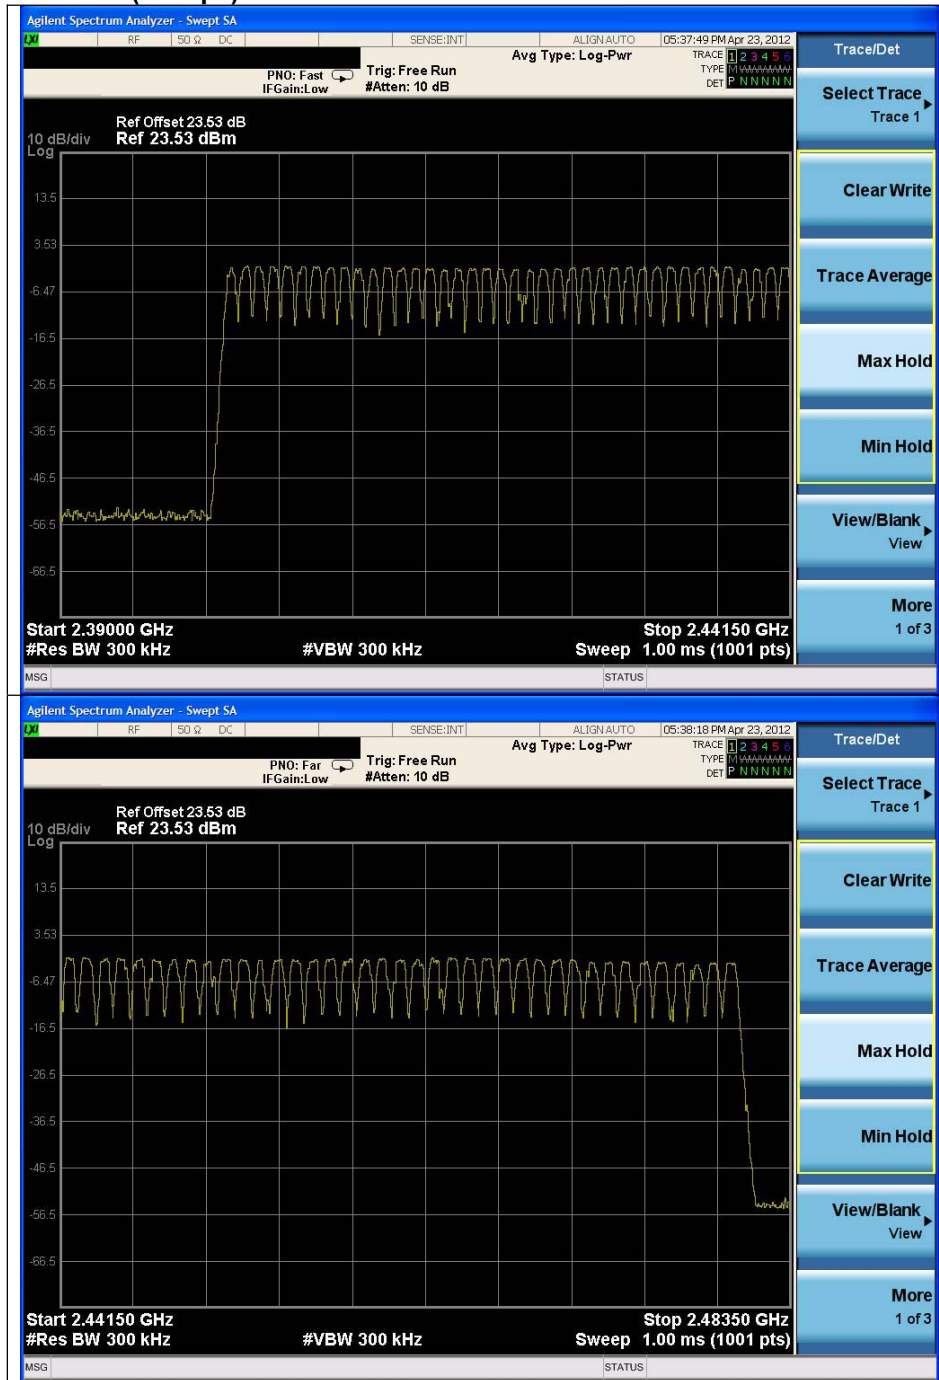 Agilent Spectrum Analyzer - Swept SA
LXI RF 50 Ω DC SENSE:INT ALIGN AUTO 05:37:49 PM Apr 23, 2012
Trace/Det
Avg Type: Log-Pwr
TRACE 1 2 3 4 5 6
PNO: Fast Trig: Free Run
TYPE M WWWWW
IFGain:Low #Atten: 10 dB
DET P N N N N N
Select Trace
Trace 1
Ref Offset 23.53 dB
10 dB/div Ref 23.53 dBm
Log
Clear Write
13.5
3.53
Trace Average
-6.47
-16.5
Max Hold
-26.5
-36.5
Min Hold
-46.5
View/Blank
-56.5
View
-66.5
More
1 of 3
Start 2.39000 GHz Stop 2.44150 GHz
#Res BW 300 kHz #VBW 300 kHz Sweep 1.00 ms (1001 pts)
MSG STATUS
Agilent Spectrum Analyzer - Swept SA
LXI RF 50 Ω DC SENSE:INT ALIGN AUTO 05:38:18 PM Apr 23, 2012
Trace/Det
Avg Type: Log-Pwr
TRACE 1 2 3 4 5 6
PNO: Far Trig: Free Run
TYPE M WWWWW
IFGain:Low #Atten: 10 dB
DET P N N N N N
Select Trace
Trace 1
Ref Offset 23.53 dB
10 dB/div Ref 23.53 dBm
Log
Clear Write
13.5
3.53
Trace Average
-6.47
-16.5
Max Hold
-26.5
-36.5
Min Hold
-46.5
View/Blank
-56.5
View
-66.5
More
1 of 3
Start 2.44150 GHz Stop 2.48350 GHz
#Res BW 300 kHz #VBW 300 kHz Sweep 1.00 ms (1001 pts)
MSG STATUS